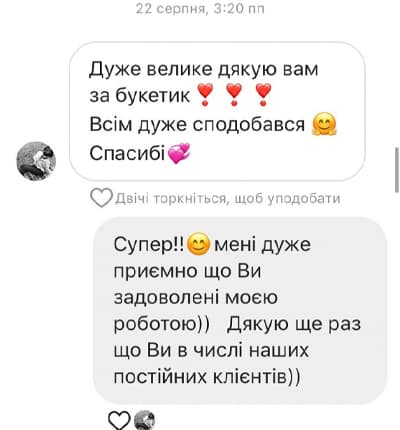 22 серпня, 3:20 пп
Дуже велике дякую вам
за букетик❣️❣️❣️
Всім дуже сподобався 🤗
Спасибі💞
Двічі торкніться, щоб уподобати
Супер!!😊мені дуже
приємно що Ви
задоволені моєю
роботою)) Дякую ще раз
що Ви в числі наших
постійних клієнтів))